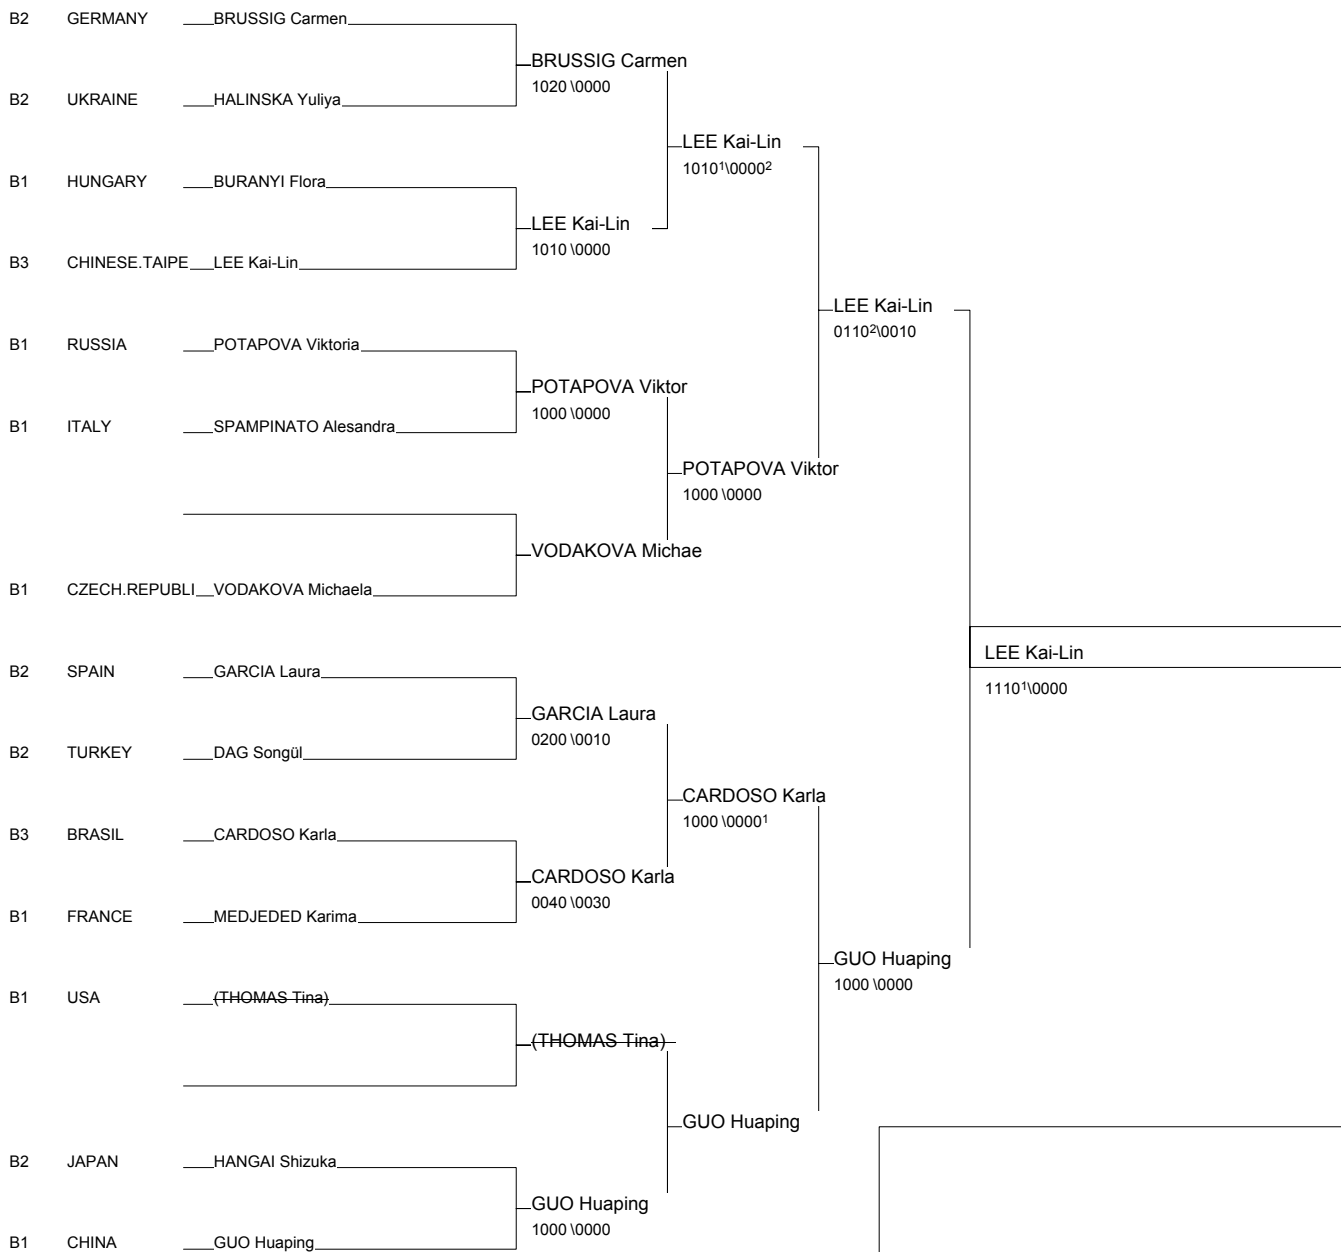 B2 GERMANY BRUSSIG Carmen
BRUSSIG Carmen
1020 \0000
B2 UKRAINE HALINSKA Yuliya
LEE Kai-Lin
1010¹\0000²
B1 HUNGARY BURANYI Flora
LEE Kai-Lin
1010 \0000
B3 CHINESE.TAIPE LEE Kai-Lin
LEE Kai-Lin
0110²\0010
B1 RUSSIA POTAPOVA Viktoria
POTAPOVA Viktor
1000 \0000
B1 ITALY SPAMPINATO Alesandra
POTAPOVA Viktor
1000 \0000
VODAKOVA Michae
B1 CZECH.REPUBLI VODAKOVA Michaela
LEE Kai-Lin
1110¹\0000
B2 SPAIN GARCIA Laura
GARCIA Laura
0200 \0010
B2 TURKEY DAG Songül
CARDOSO Karla
1000 \0000¹
B3 BRASIL CARDOSO Karla
CARDOSO Karla
0040 \0030
B1 FRANCE MEDJEDED Karima
GUO Huaping
1000 \0000
B1 USA (THOMAS Tina)
(THOMAS Tina)
GUO Huaping
B2 JAPAN HANGAI Shizuka
GUO Huaping
1000 \0000
B1 CHINA GUO Huaping